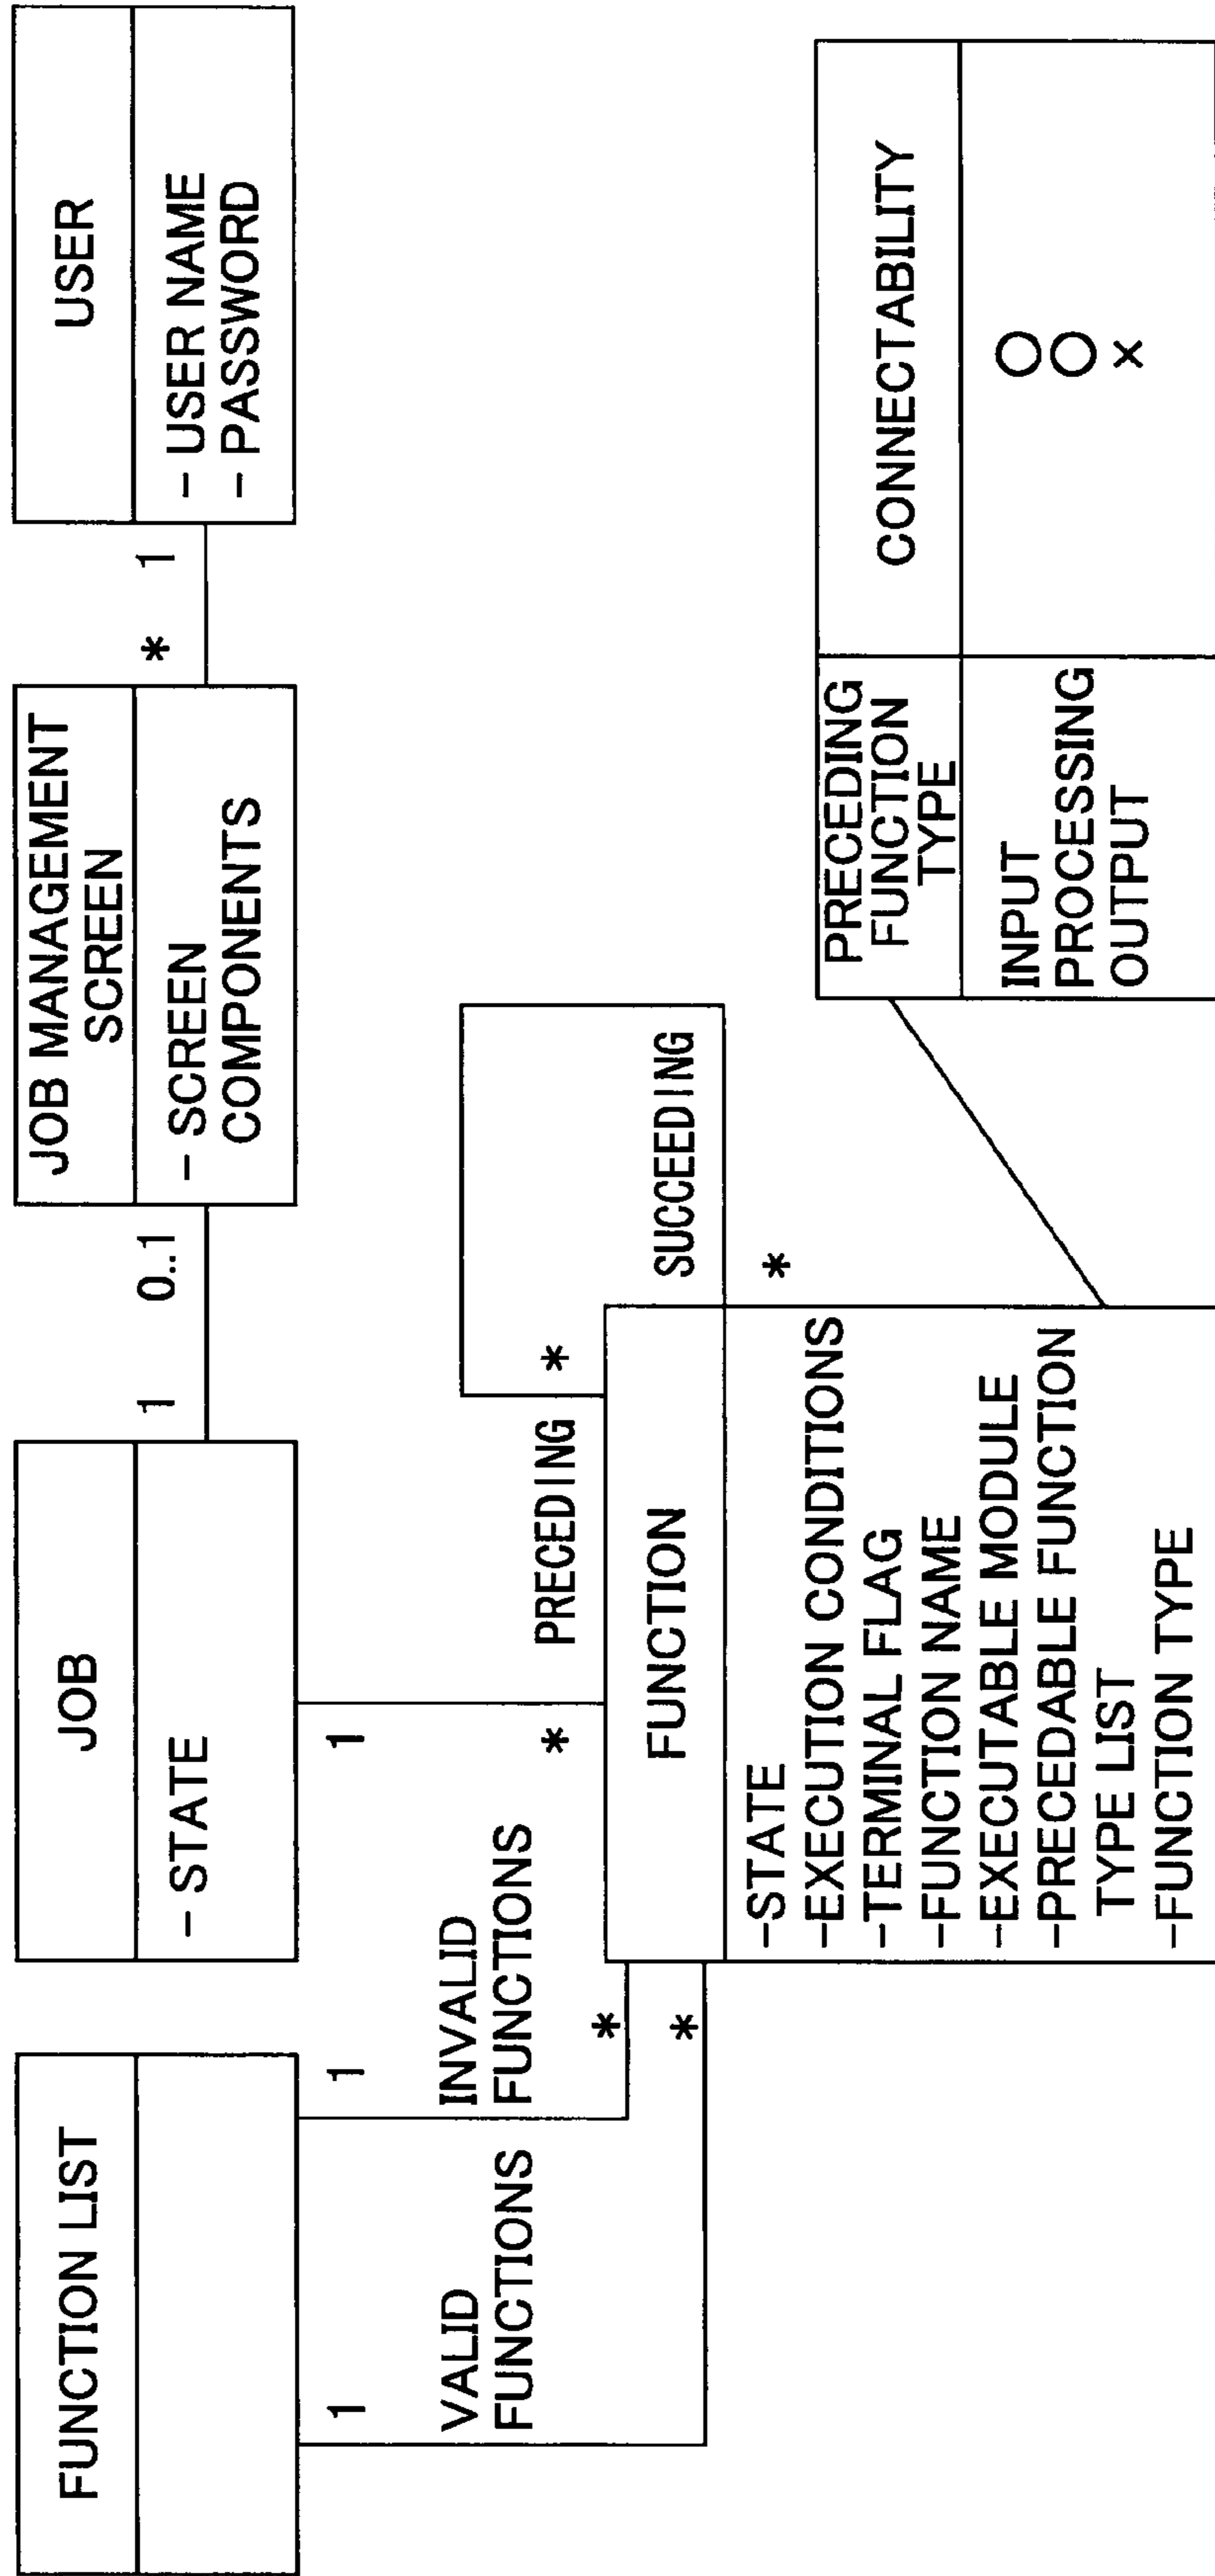 FUNCTION LIST
JOB
- STATE
JOB MANAGEMENT
SCREEN
- SCREEN
COMPONENTS
USER
- USER NAME
- PASSWORD
1
0..1
*
1
1
1
1
VALID
FUNCTIONS
INVALID
FUNCTIONS
*
*
*
PRECEDING
*
SUCCEEDING
*
FUNCTION
-STATE
-EXECUTION CONDITIONS
-TERMINAL FLAG
-FUNCTION NAME
-EXECUTABLE MODULE
-PRECEDABLE FUNCTION
TYPE LIST
-FUNCTION TYPE
PRECEDING
FUNCTION
TYPE
CONNECTABILITY
INPUT ○
PROCESSING ○
OUTPUT ×